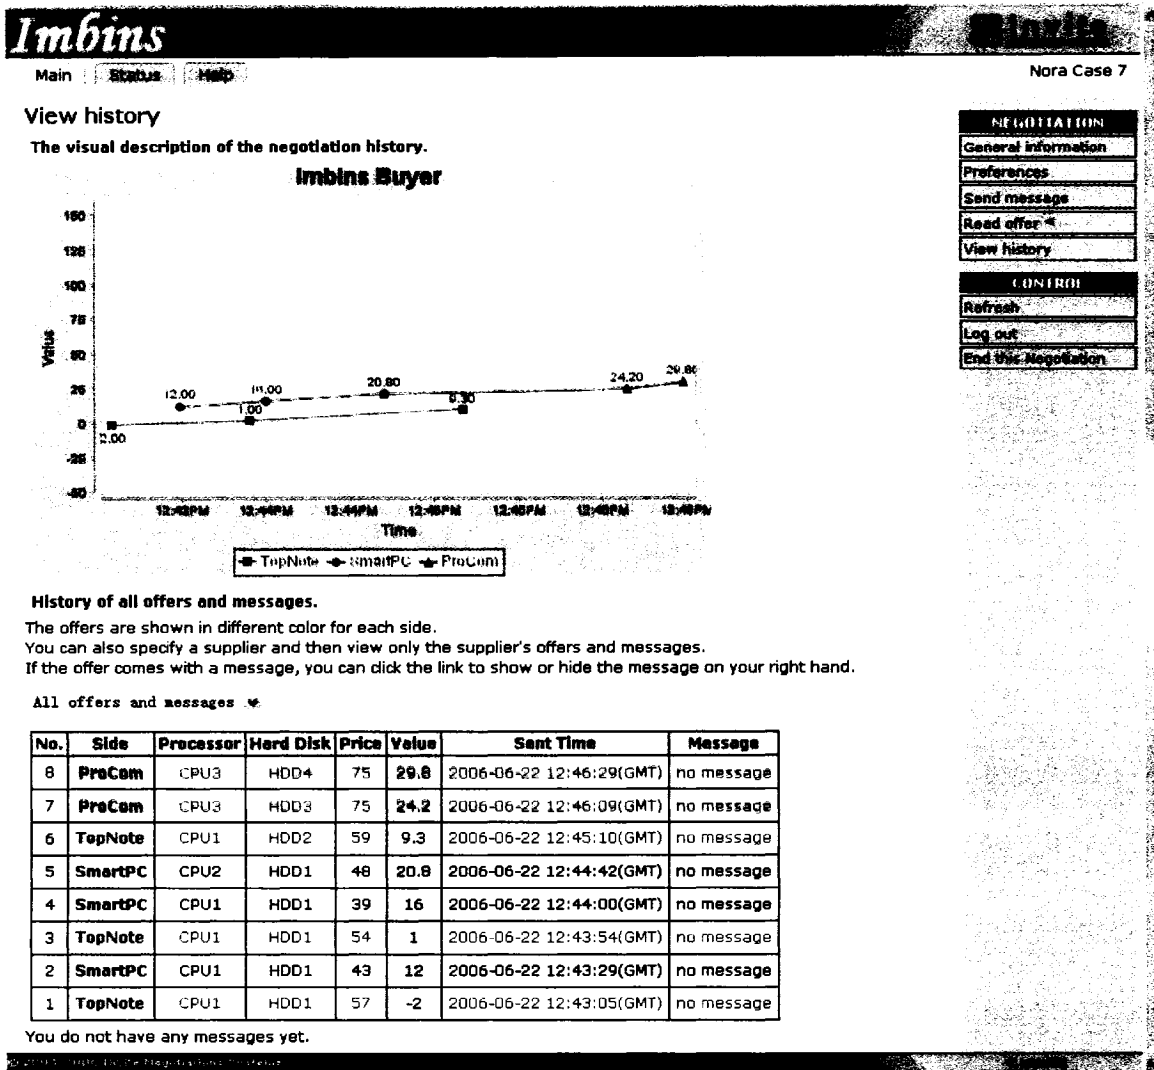 Imbins
Main Status Help Nora Case 7
View history
The visual description of the negotiation history.
Imbins Buyer
Value
150
125
100
75
50
25
0
-25
-50
12.00
20.80
24.20
1.00
9.30
2.00
Time
TopNote SmartPC ProCom
NEGOTIATION
General information
Preferences
Send message
Read offer
View history
CONTROL
Refresh
Log out
End this Negotiation
History of all offers and messages.
The offers are shown in different color for each side.
You can also specify a supplier and then view only the supplier's offers and messages.
If the offer comes with a message, you can click the link to show or hide the message on your right hand.
All offers and messages
No. Side Processor Hard Disk Price Value Sent Time Message
8 ProCom CPU3 HDD4 75 29.8 2006-06-22 12:46:29(GMT) no message
7 ProCom CPU3 HDD3 75 24.2 2006-06-22 12:46:09(GMT) no message
6 TopNote CPU1 HDD2 59 9.3 2006-06-22 12:45:10(GMT) no message
5 SmartPC CPU2 HDD1 48 20.8 2006-06-22 12:44:42(GMT) no message
4 SmartPC CPU1 HDD1 39 16 2006-06-22 12:44:00(GMT) no message
3 TopNote CPU1 HDD1 54 1 2006-06-22 12:43:54(GMT) no message
2 SmartPC CPU1 HDD1 43 12 2006-06-22 12:43:29(GMT) no message
1 TopNote CPU1 HDD1 57 -2 2006-06-22 12:43:05(GMT) no message
You do not have any messages yet.